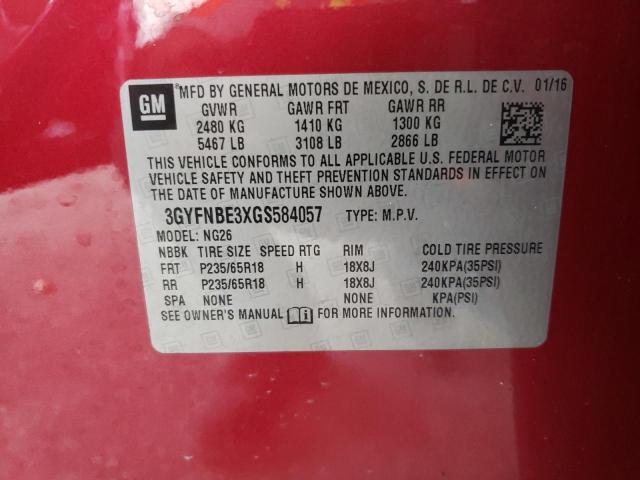 GM
*MFD BY GENERAL MOTORS DE MEXICO, S. DE R.L. DE C.V. 01/16
GVWR GAWR FRT GAWR RR
2480 KG 1410 KG 1300 KG
5467 LB 3108 LB 2866 LB
THIS VEHICLE CONFORMS TO ALL APPLICABLE U.S. FEDERAL MOTOR
VEHICLE SAFETY AND THEFT PREVENTION STANDARDS IN EFFECT ON
THE DATE OF MANUFACTURE SHOWN ABOVE.
3GYFNBE3XGS584057 TYPE: M.P.V.
MODEL: NG26
NBBK TIRE SIZE SPEED RTG RIM COLD TIRE PRESSURE
FRT P235/65R18 H 18X8J 240KPA(35PSI)
RR P235/65R18 H 18X8J 240KPA(35PSI)
SPA NONE NONE KPA(PSI)
SEE OWNER'S MANUAL FOR MORE INFORMATION.